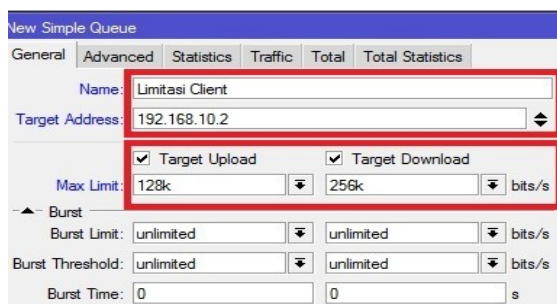 New Simple Queue
General Advanced Statistics Traffic Total Total Statistics
Name: Limitasi Client
Target Address: 192.168.10.2
Target Upload Target Download
Max Limit: 128k 256k bits/s
Burst
Burst Limit: unlimited unlimited bits/s
Burst Threshold: unlimited unlimited bits/s
Burst Time: 0 0 s